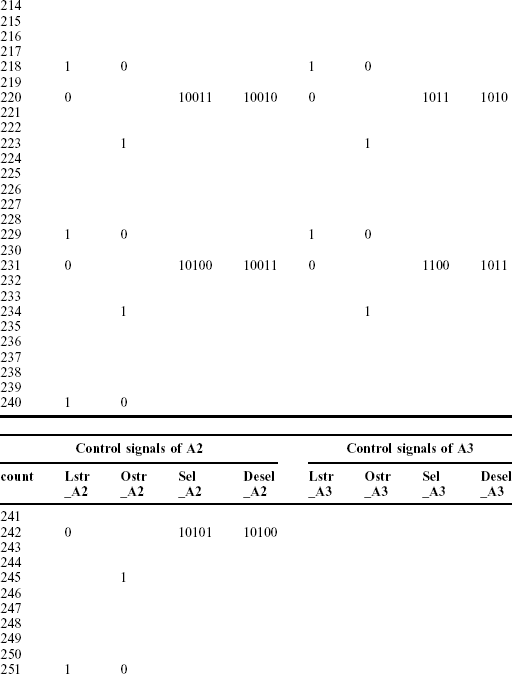 214
215
216
217
218 1 0 1 0
219
220 0 10011 10010 0 1011 1010
221
222
223 1 1
224
225
226
227
228
229 1 0 1 0
230
231 0 10100 10011 0 1100 1011
232
233
234 1 1
235
236
237
238
239
240 1 0
Control signals of A2 Control signals of A3
count Lstr Ostr Sel Desel Lstr Ostr Sel Desel
_A2 _A2 _A2 _A2 _A3 _A3 _A3 _A3
241
242 0 10101 10100
243
244
245 1
246
247
248
249
250
251 1 0